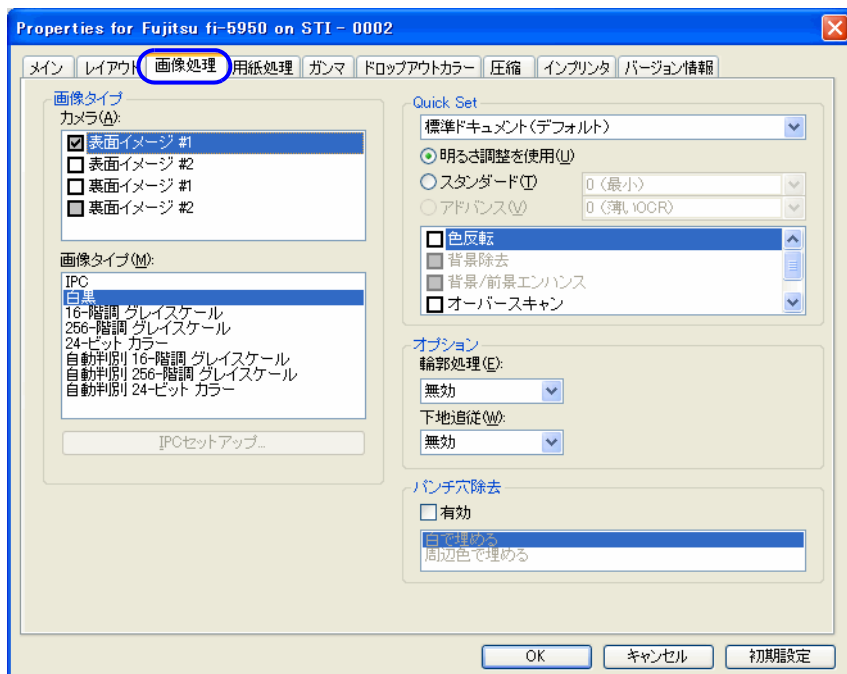 Properties for Fujitsu fi-5950 on STI - 0002
メイン レイアウト 画像処理 用紙処理 ガンマ ドロップアウトカラー 圧縮 インプリンタ バージョン情報
画像タイプ
カメラ(A):
表面イメージ #1
表面イメージ #2
裏面イメージ #1
裏面イメージ #2
画像タイプ(M):
IPC
白黒
16-階調 グレイスケール
256-階調 グレイスケール
24-ビット カラー
自動判別 16-階調 グレイスケール
自動判別 256-階調 グレイスケール
自動判別 24-ビット カラー
IPCセットアップ...
Quick Set
標準ドキュメント(デフォルト)
明るさ調整を使用(U)
スタンダード(T) 0 (最小)
アドバンス(V) 0 (薄いOCR)
色反転
背景除去
背景/前景エンハンス
オーバースキャン
オプション
輪郭処理(E):
無効
下地追従(W):
無効
パンチ穴除去
有効
白で埋める
周辺色で埋める
OK キャンセル 初期設定